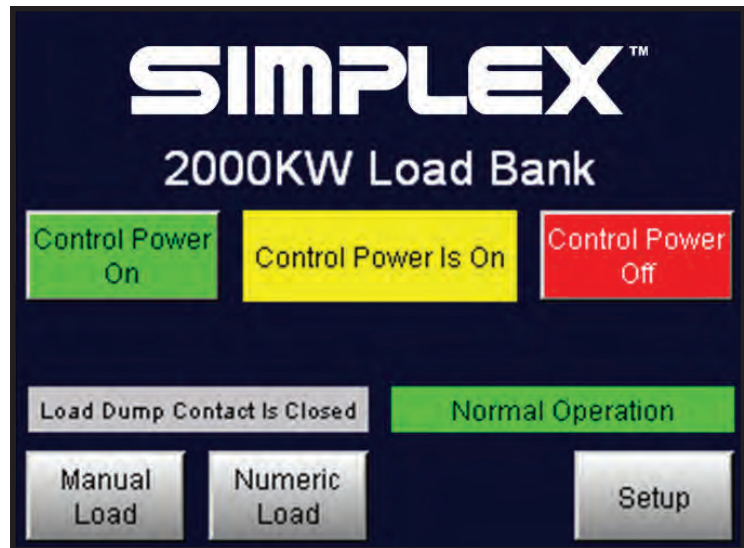 SIMPLEX™
2000KW Load Bank
Control Power
On
Control Power Is On
Control Power
Off
Load Dump Contact Is Closed
Normal Operation
Manual
Load
Numeric
Load
Setup